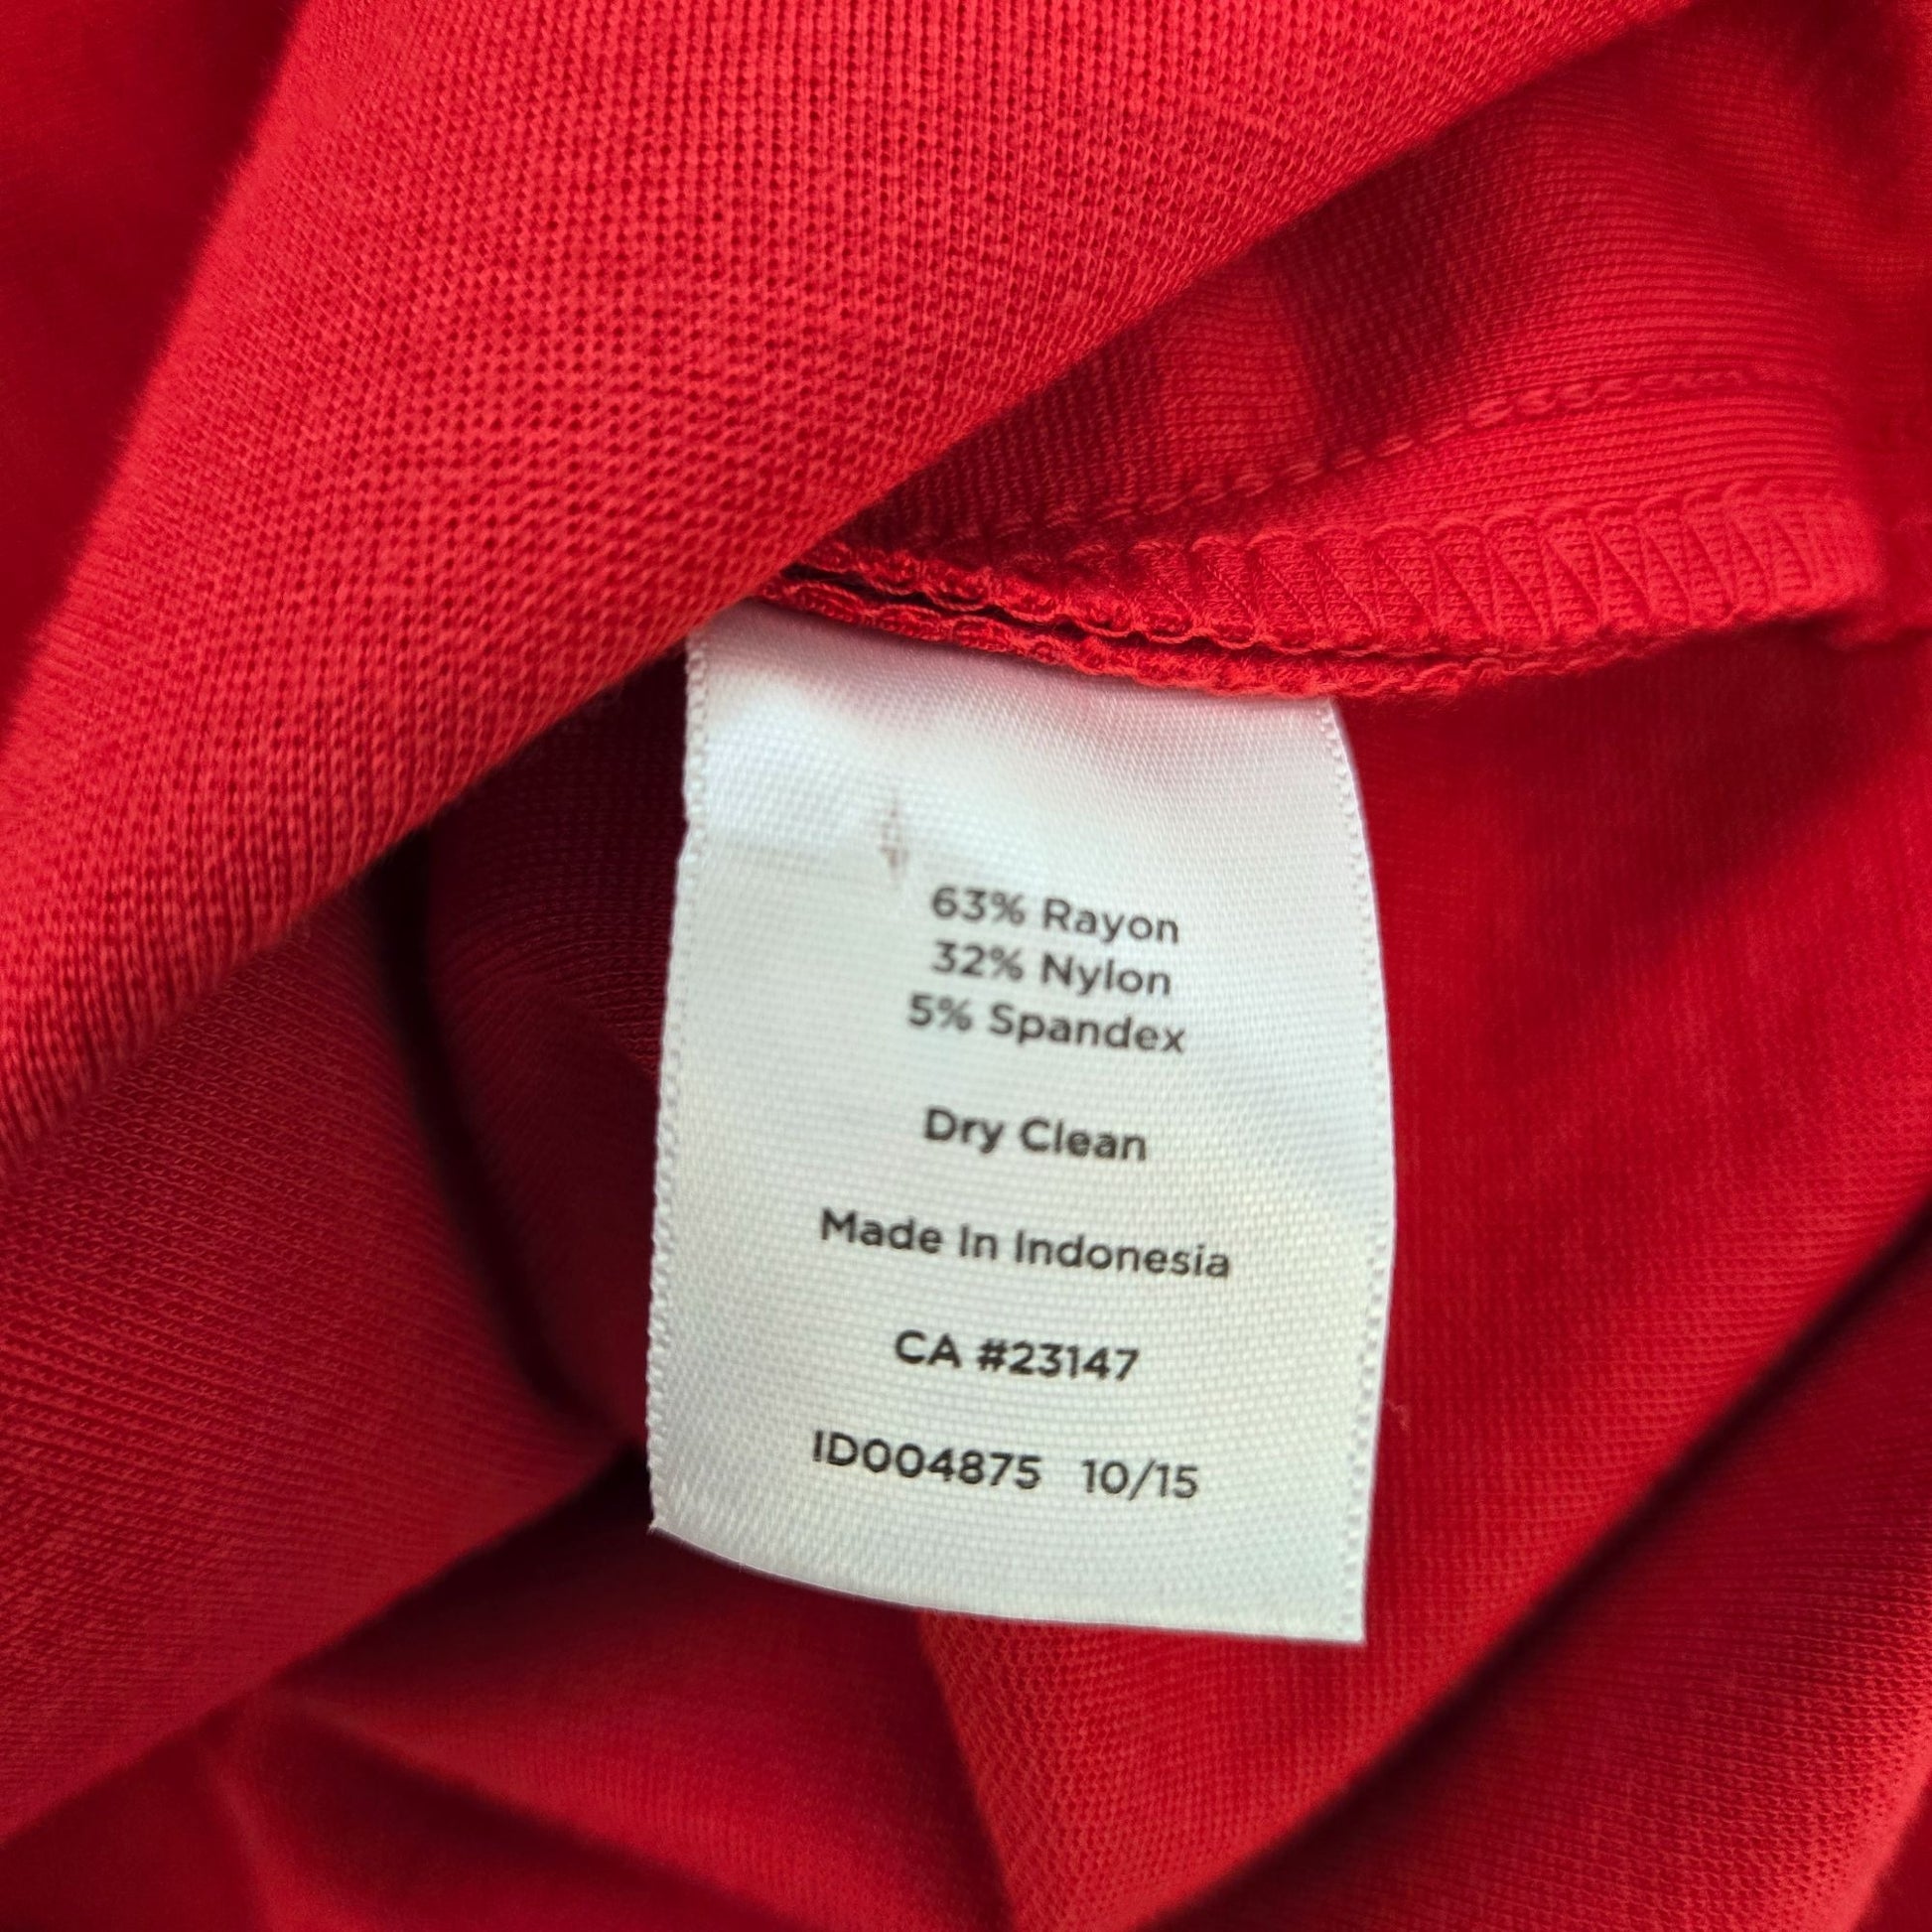 63% Rayon
32% Nylon
5% Spandex
Dry Clean
Made In Indonesia
CA #23147
ID004875 10/15